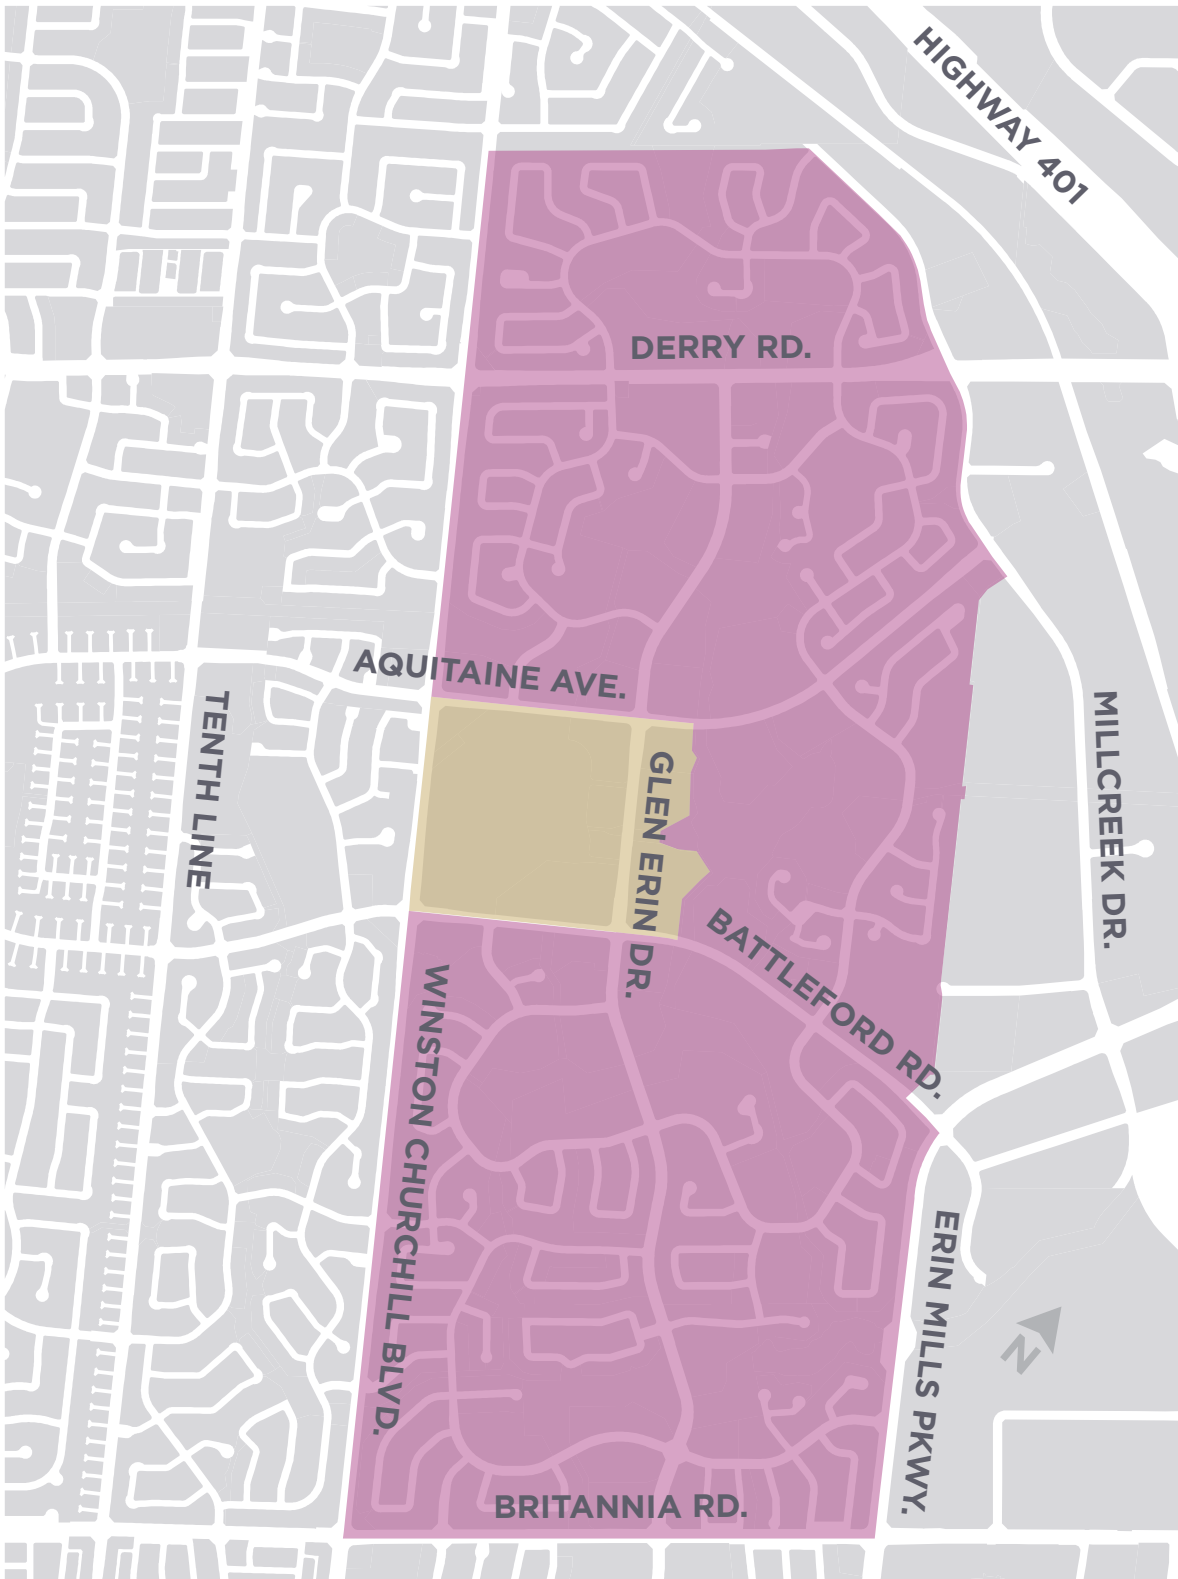 HIGHWAY 401
DERRY RD.
AQUITAINE AVE.
TENTH LINE
GLEN ERIN DR.
MILLCREEK DR.
BATTLEFORD RD.
WINSTON CHURCHILL BLVD.
ERIN MILLS PKWY.
N
BRITANNIA RD.